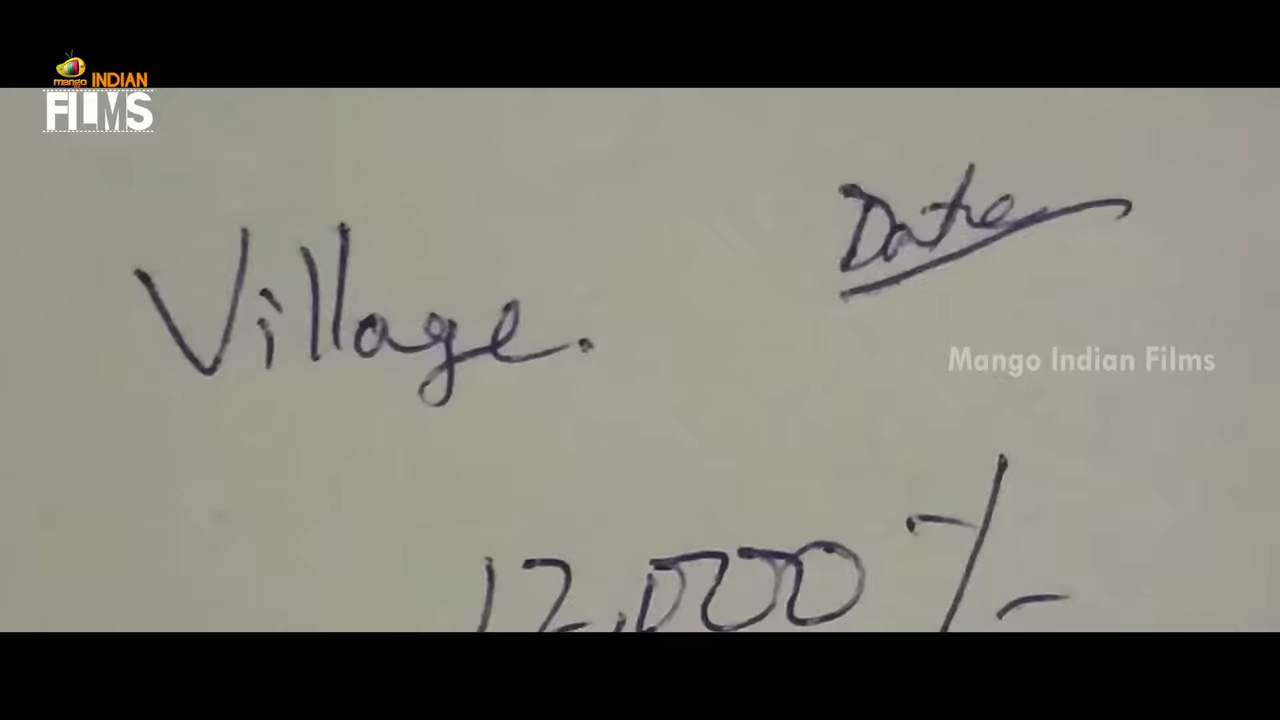 mango INDIAN
FILMS
Date
Village.
Mango Indian Films
12,000 /-